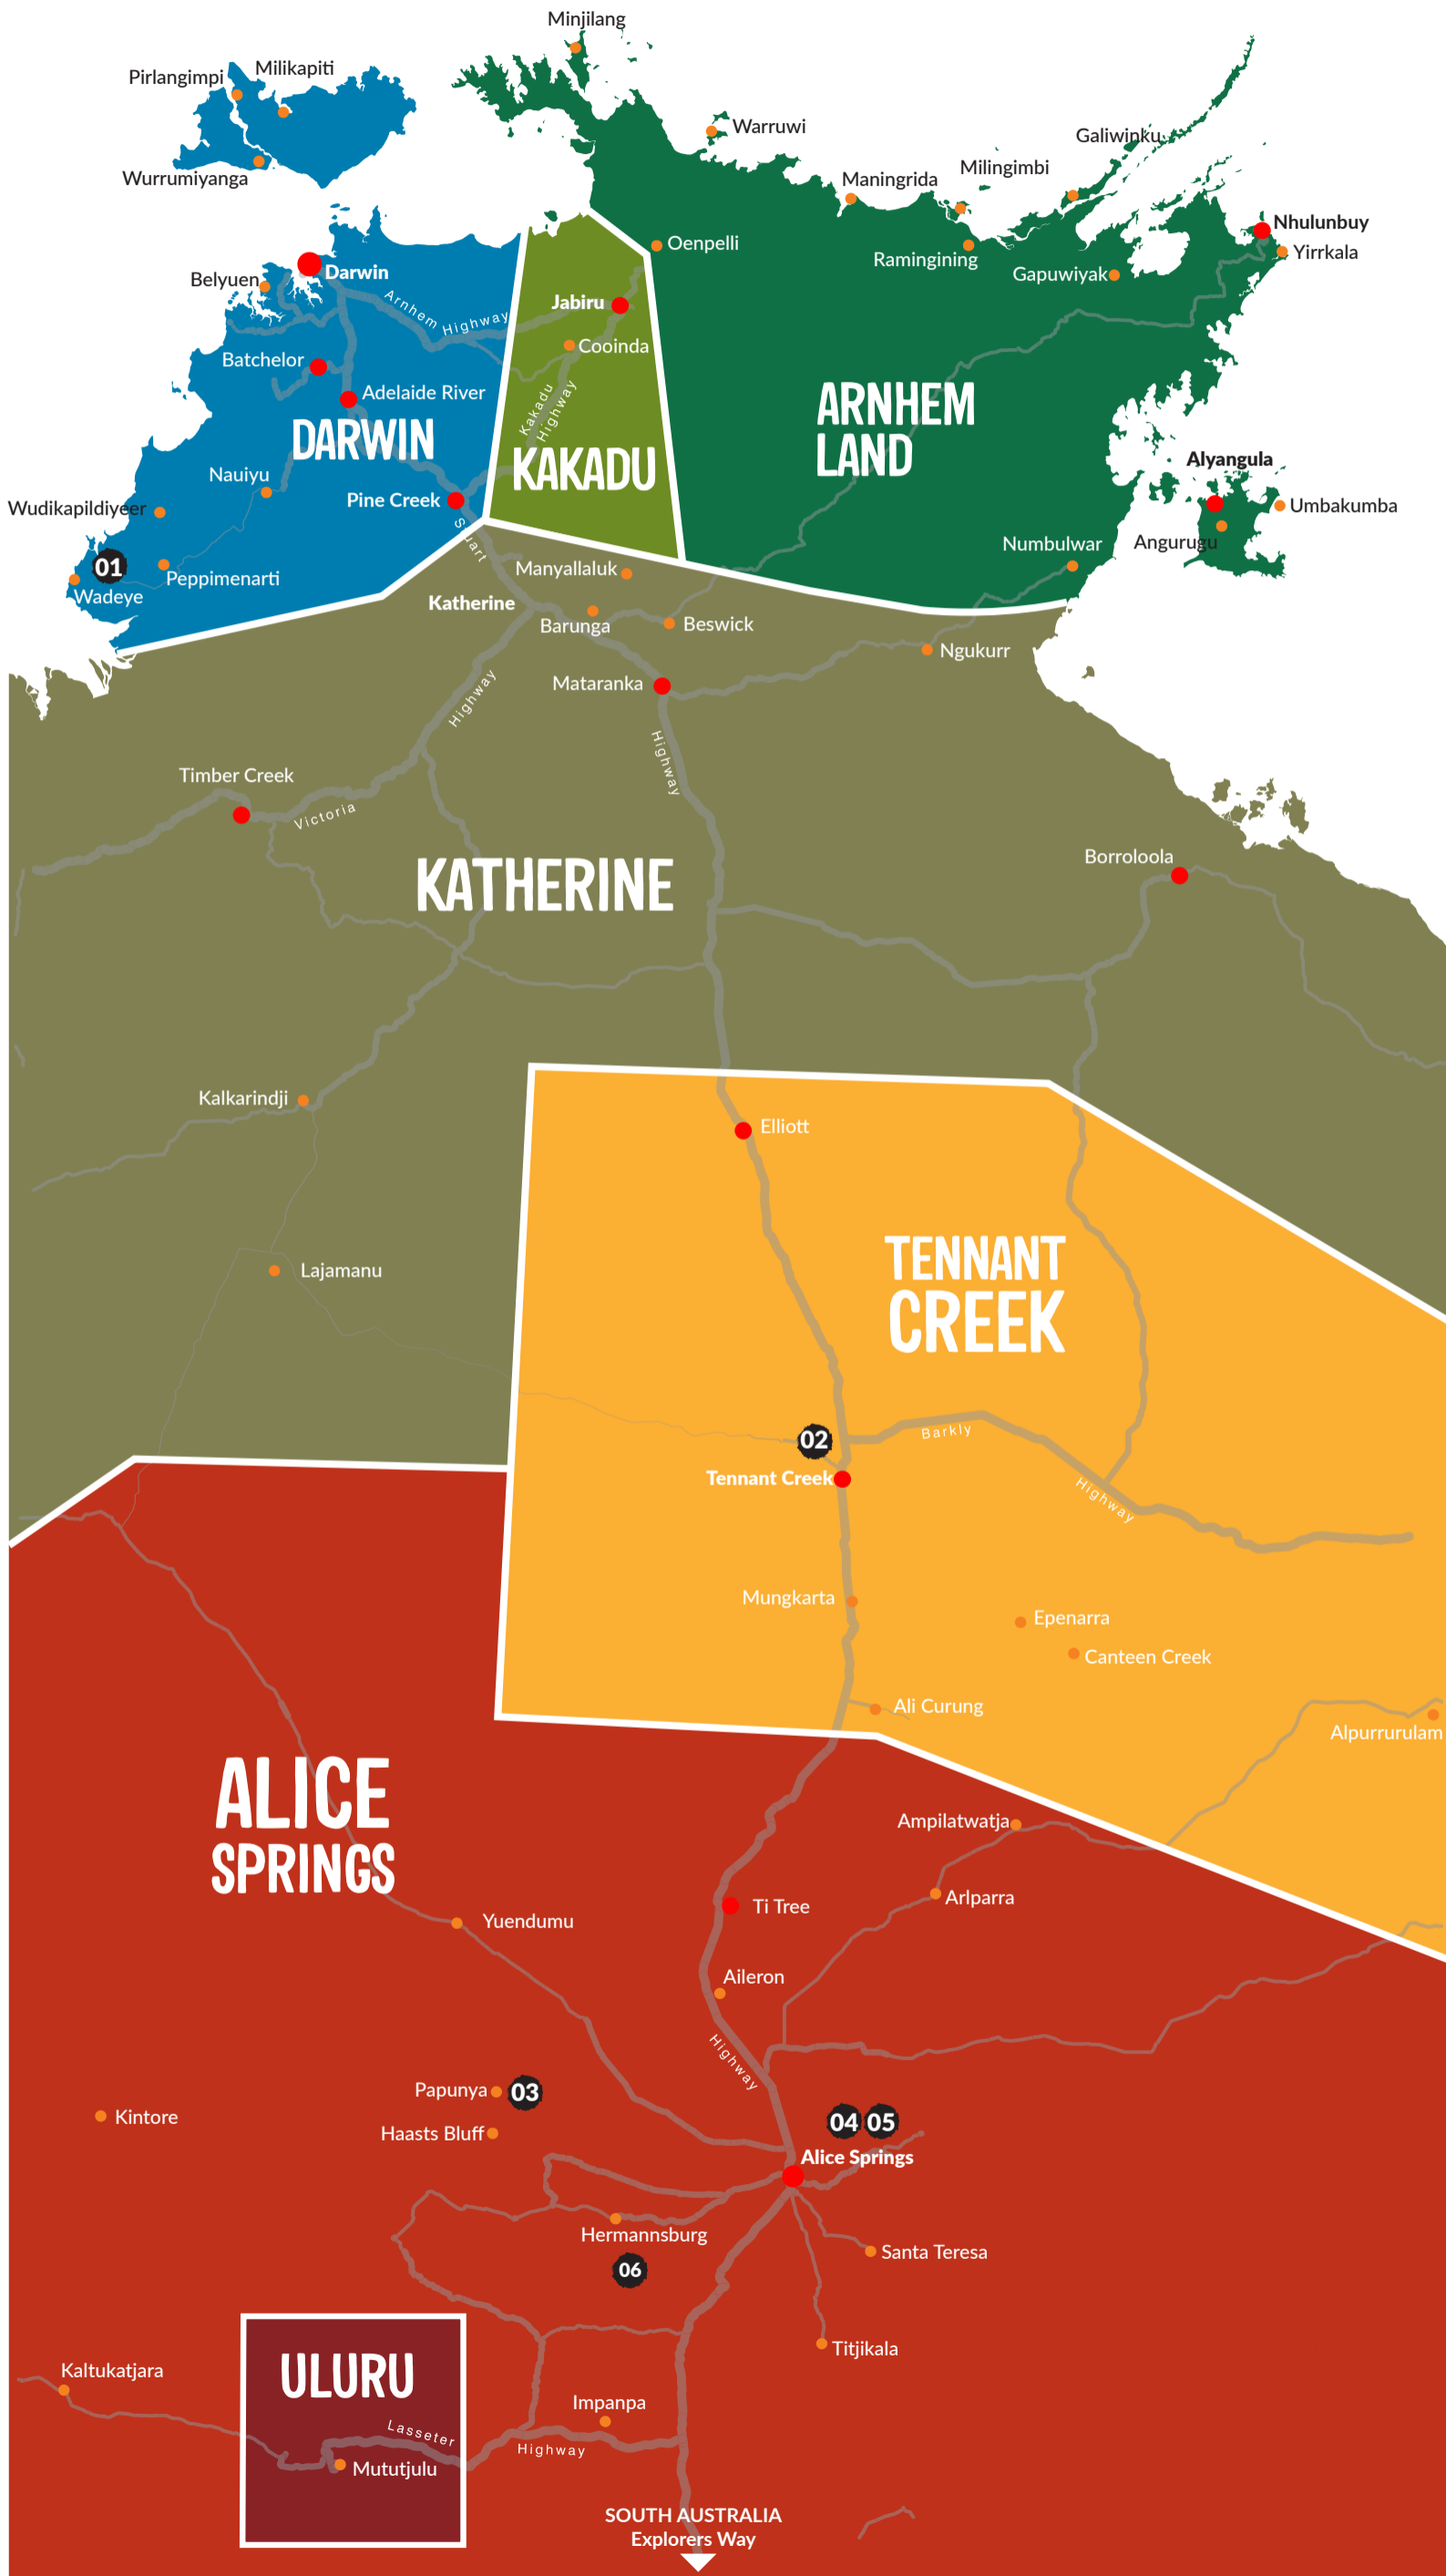 Minjilang
Pirlangimpi
Milikapiti
Wurrumiyanga
Warruwi
Galiwinku
Milingimbi
Maningrida
Nhulunbuy
Yirrkala
Oenpelli
Ramingining
Gapuwiyak
Belyuen
Darwin
Arnhem Highway
Jabiru
Cooinda
Batchelor
Adelaide River
Kakadu
Highway
DARWIN
KAKADU
ARNHEM
LAND
Nauiyu
Wudikapildiyeer
Pine Creek
Stuart
Alyangula
Umbakumba
Angurugu
Numbulwar
01
Wadeye
Peppimenarti
Manyallaluk
Katherine
Barunga
Beswick
Ngukurr
Mataranka
Highway
Highway
Timber Creek
Victoria
KATHERINE
Borroloola
Kalkarindji
Elliott
Lajamanu
TENNANT
CREEK
02
Barkly
Tennant Creek
Highway
Mungkarta
Epenarra
Canteen Creek
Ali Curung
Alpurrurulam
ALICE
SPRINGS
Ampilatwatja
Arlparra
Ti Tree
Yuendumu
Aileron
Highway
Papunya
03
Kintore
Haasts Bluff
04
05
Alice Springs
Hermannsburg
06
Santa Teresa
Titjikala
Kaltukatjara
ULURU
Impanpa
Lasseter
Highway
Mututjulu
SOUTH AUSTRALIA
Explorers Way